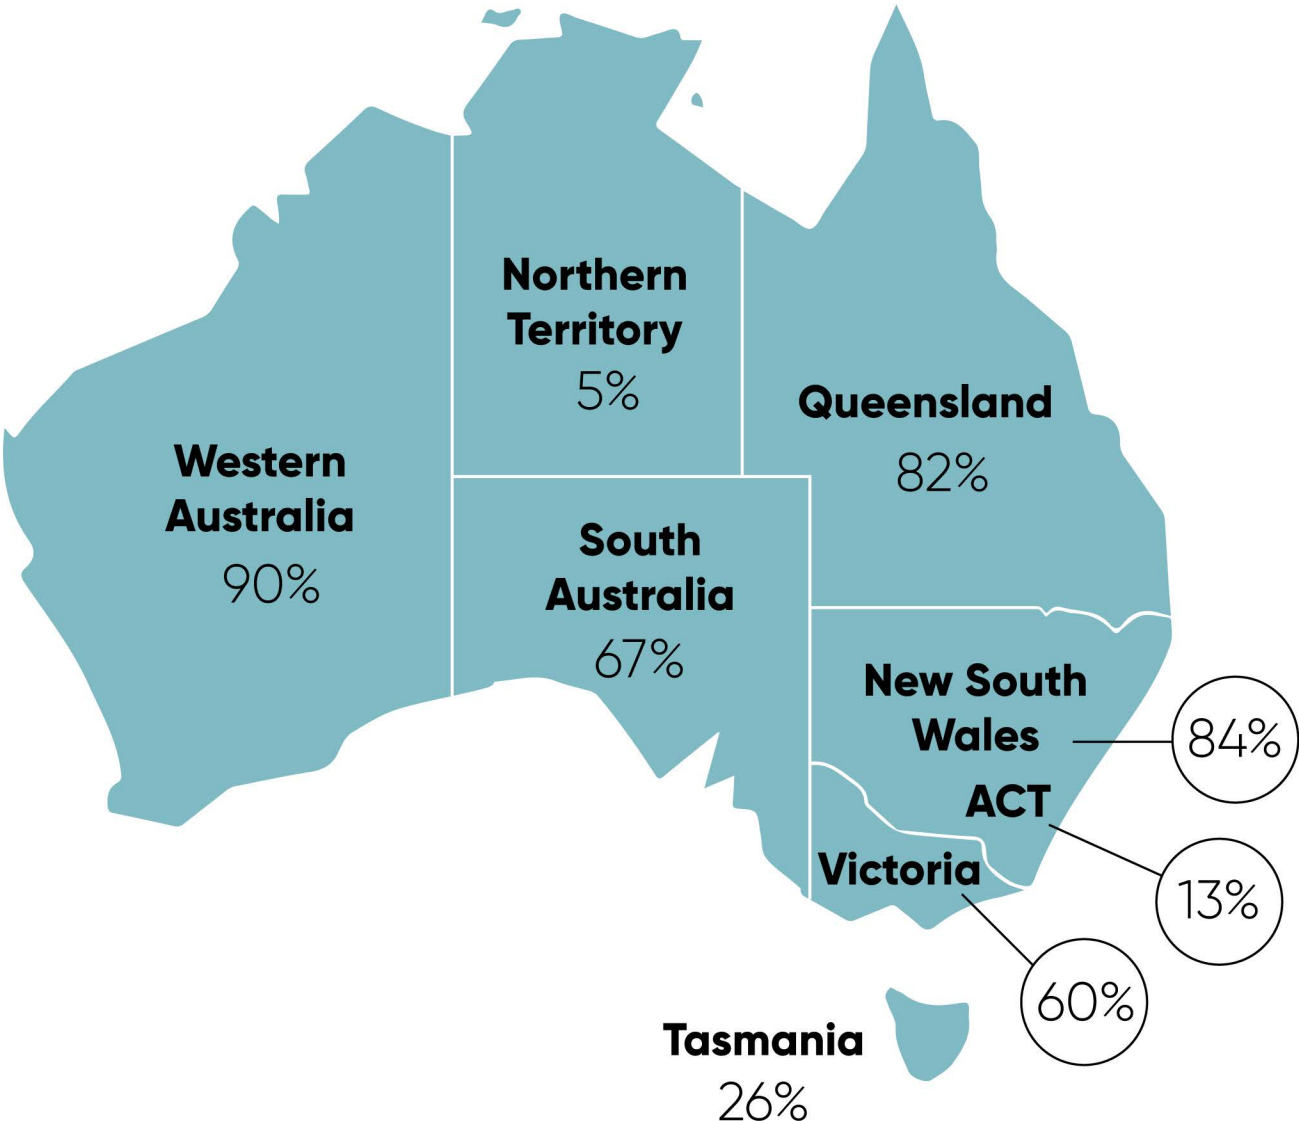 Northern
Territory
5%
Queensland
82%
Western
Australia
90%
South
Australia
67%
New South
Wales
84%
ACT
13%
Victoria
60%
Tasmania
26%